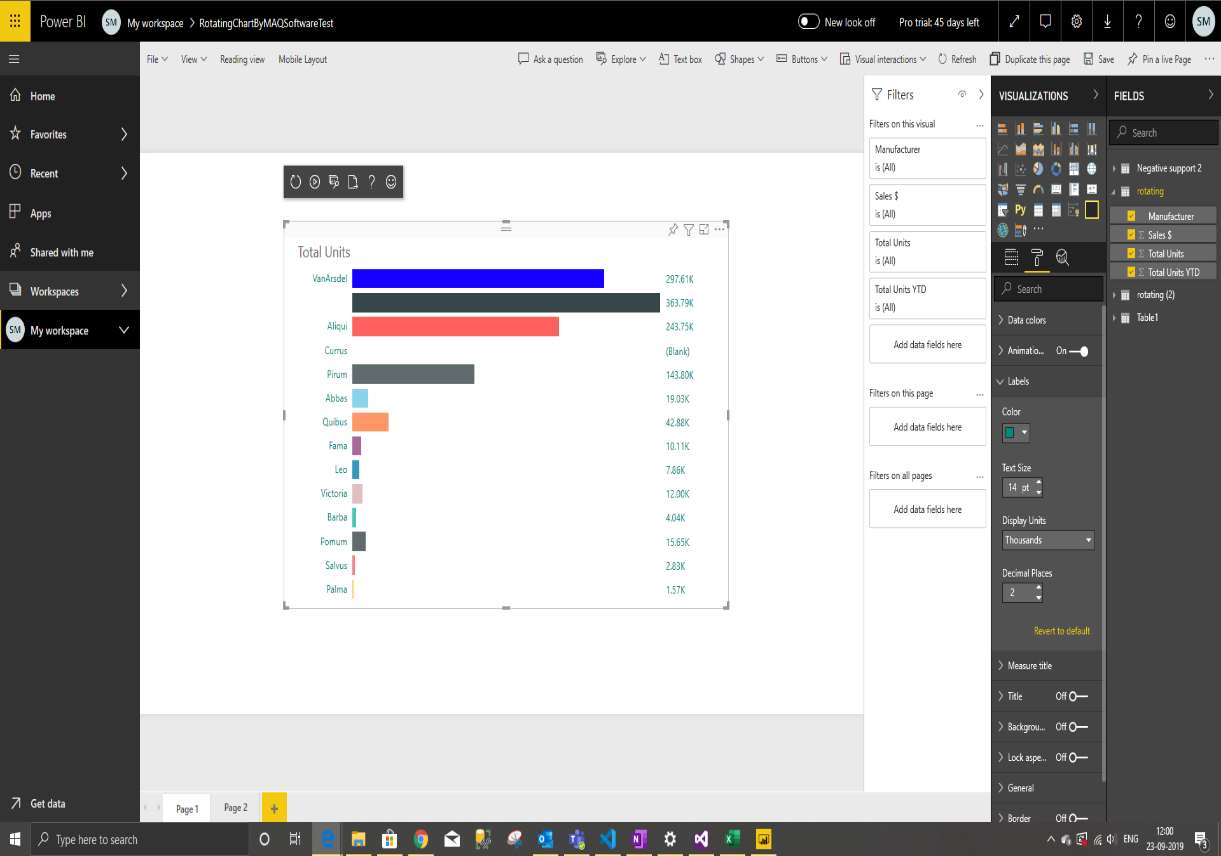 Power BI SM My workspace > RotatingChartByMAQSoftwareTest New look off Pro trial: 45 days left ? SM
File View Reading view Mobile Layout Ask a question Explore Text box Shapes Buttons Visual interactions Refresh Duplicate this page Save Pin a live Page ...
Home
Favorites
Recent
Apps
Shared with me
Workspaces
SM My workspace
Get data
?
Total Units
VanArsdel 297.61K
363.79K
Aliqui 243.75K
Currus (Blank)
Pirum 143.80K
Abbas 19.03K
Quibus 42.88K
Fama 10.11K
Leo 7.86K
Victoria 12.00K
Barba 4.04K
Pomum 15.65K
Salvus 2.83K
Palma 1.57K
Page 1 Page 2 +
Filters
Filters on this visual ...
Manufacturer
is (All)
Sales $
is (All)
Total Units
is (All)
Total Units YTD
is (All)
Add data fields here
Filters on this page ...
Add data fields here
Filters on all pages ...
Add data fields here
VISUALIZATIONS
Py
...
Search
Data colors
Animatio... On
Labels
Color
Text Size
14 pt
Display Units
Thousands
Decimal Places
2
Revert to default
Measure title
Title Off
Backgrou... Off
Lock aspe... Off
General
Border Off
FIELDS
Search
Negative support 2
rotating
Manufacturer
Σ Sales $
Σ Total Units
Σ Total Units YTD
rotating (2)
Table1
Type here to search
ENG 12:00
23-09-2019
3